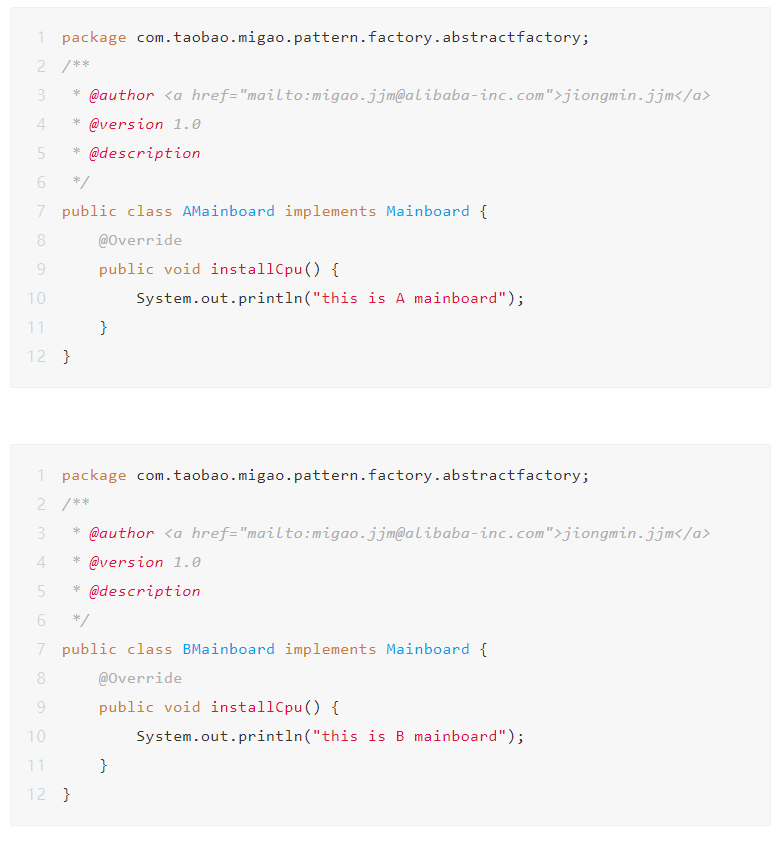 1 package com.taobao.migao.pattern.factory.abstractfactory;
2 /**
3  * @author <a href="mailto:migao.jjm@alibaba-inc.com">jiongmin.jjm</a>
4  * @version 1.0
5  * @description
6  */
7 public class AMainboard implements Mainboard {
8     @Override
9     public void installCpu() {
10         System.out.println("this is A mainboard");
11     }
12 }
1 package com.taobao.migao.pattern.factory.abstractfactory;
2 /**
3  * @author <a href="mailto:migao.jjm@alibaba-inc.com">jiongmin.jjm</a>
4  * @version 1.0
5  * @description
6  */
7 public class BMainboard implements Mainboard {
8     @Override
9     public void installCpu() {
10         System.out.println("this is B mainboard");
11     }
12 }